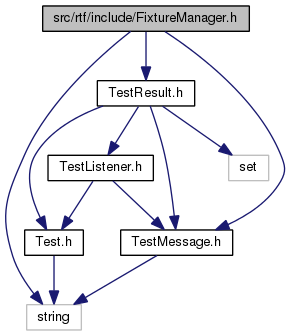 src/rtf/include/FixtureManager.h
TestResult.h
TestListener.h
set
Test.h
TestMessage.h
string